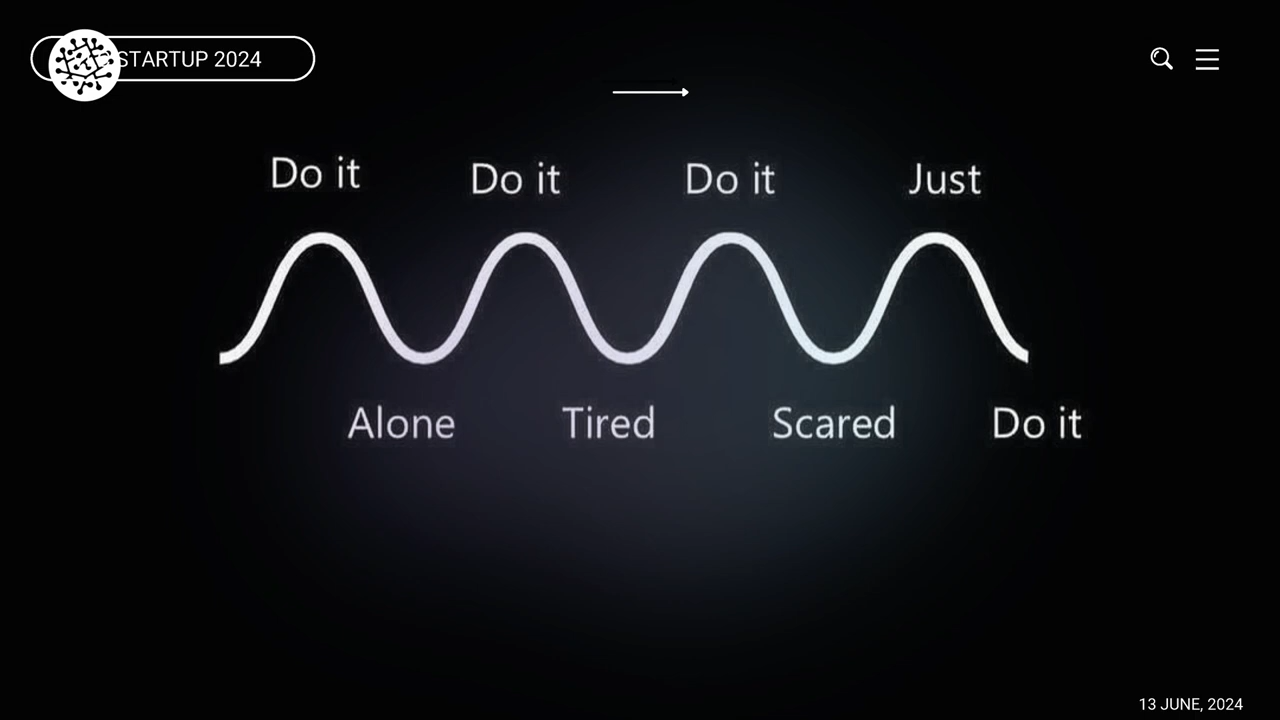 STARTUP 2024
Do it Do it Do it Just
Alone Tired Scared Do it
13 JUNE, 2024